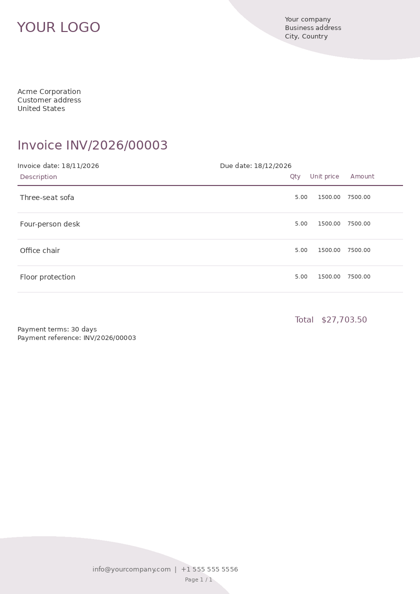 YOUR LOGO
Your company
Business address
City, Country
Acme Corporation
Customer address
United States
Invoice INV/2026/00003
Invoice date: 18/11/2026 Due date: 18/12/2026
Description Qty Unit price Amount
Three-seat sofa 5.00 1500.00 7500.00
Four-person desk 5.00 1500.00 7500.00
Office chair 5.00 1500.00 7500.00
Floor protection 5.00 1500.00 7500.00
Total $27,703.50
Payment terms: 30 days
Payment reference: INV/2026/00003
info@yourcompany.com | +1 555 555 5556
Page 1 / 1